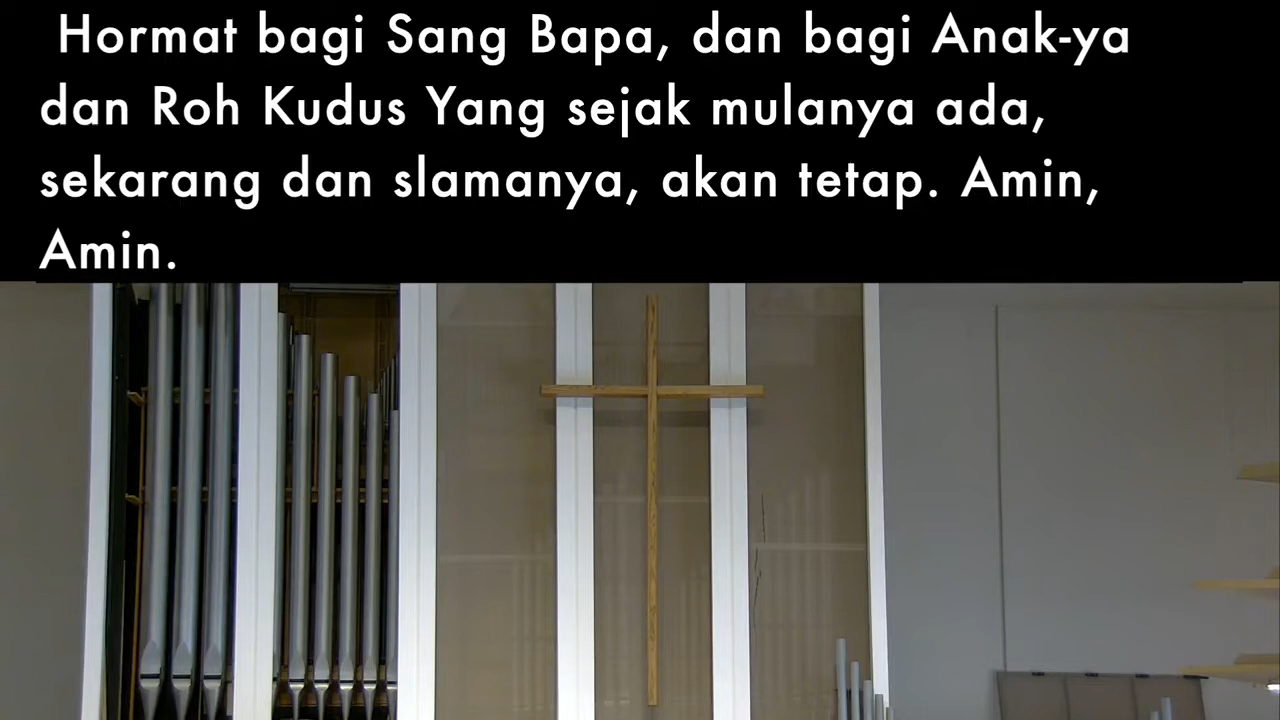 Hormat bagi Sang Bapa, dan bagi Anak-ya
dan Roh Kudus Yang sejak mulanya ada,
sekarang dan slamanya, akan tetap. Amin,
Amin.